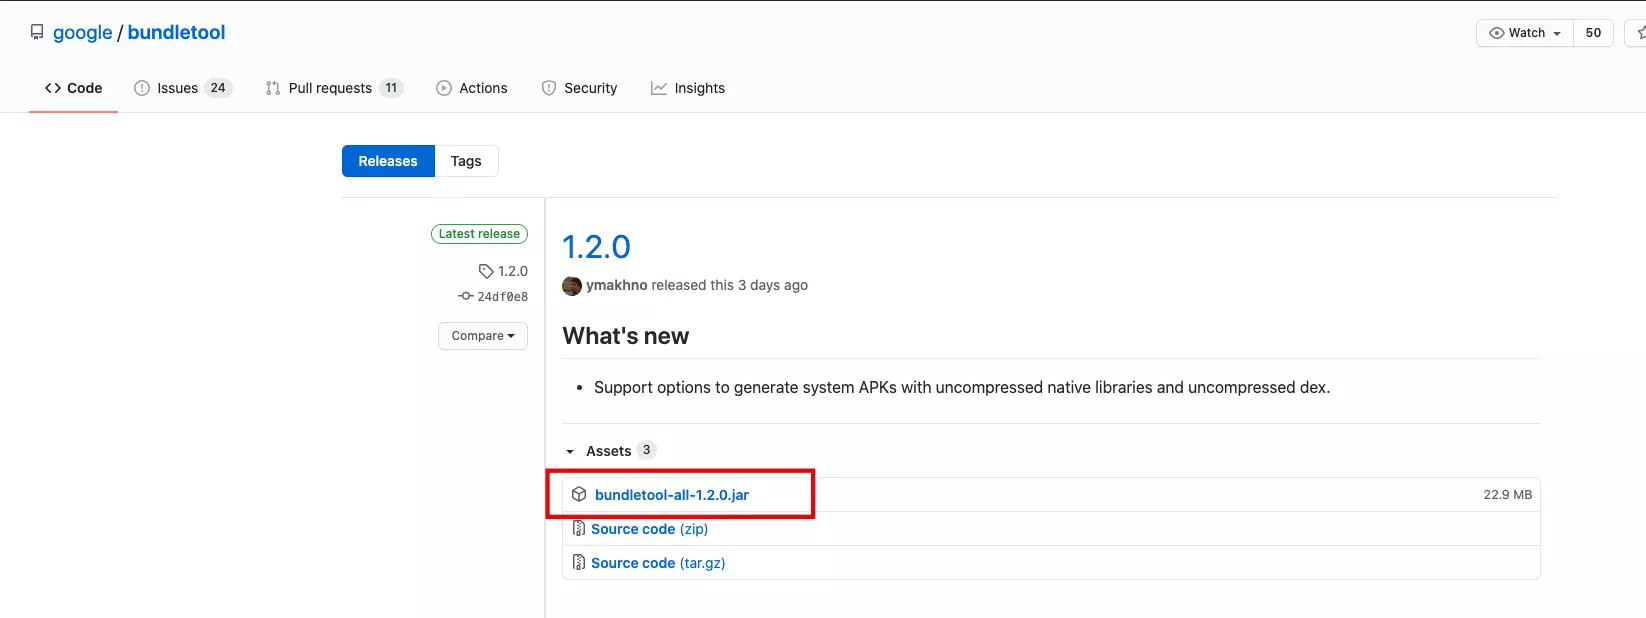 google / bundletool
Watch 50
Code Issues 24 Pull requests 11 Actions Security Insights
Releases Tags
Latest release
1.2.0
24df0e8
Compare
1.2.0
ymakhno released this 3 days ago
What's new
• Support options to generate system APKs with uncompressed native libraries and uncompressed dex.
Assets 3
bundletool-all-1.2.0.jar 22.9 MB
Source code (zip)
Source code (tar.gz)